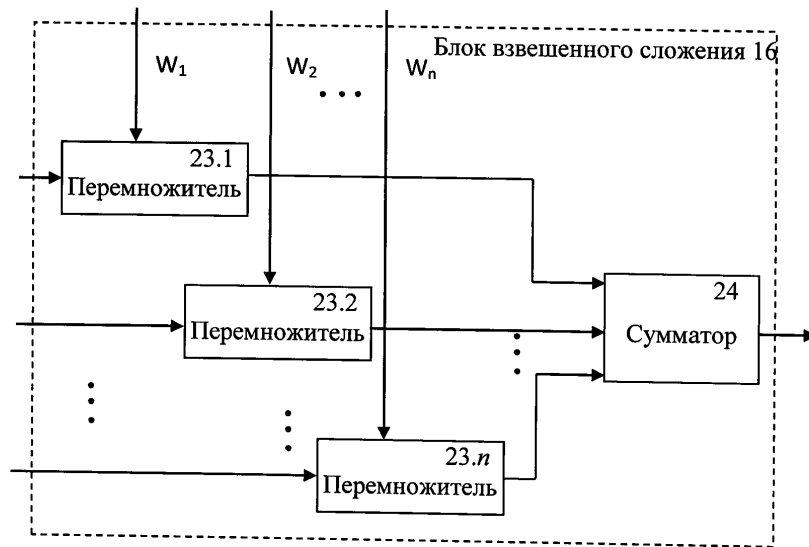 Блок взвешенного сложения 16
W₁
W₂
Wₙ
23.1
Перемножитель
23.2
Перемножитель
24
Сумматор
23.n
Перемножитель